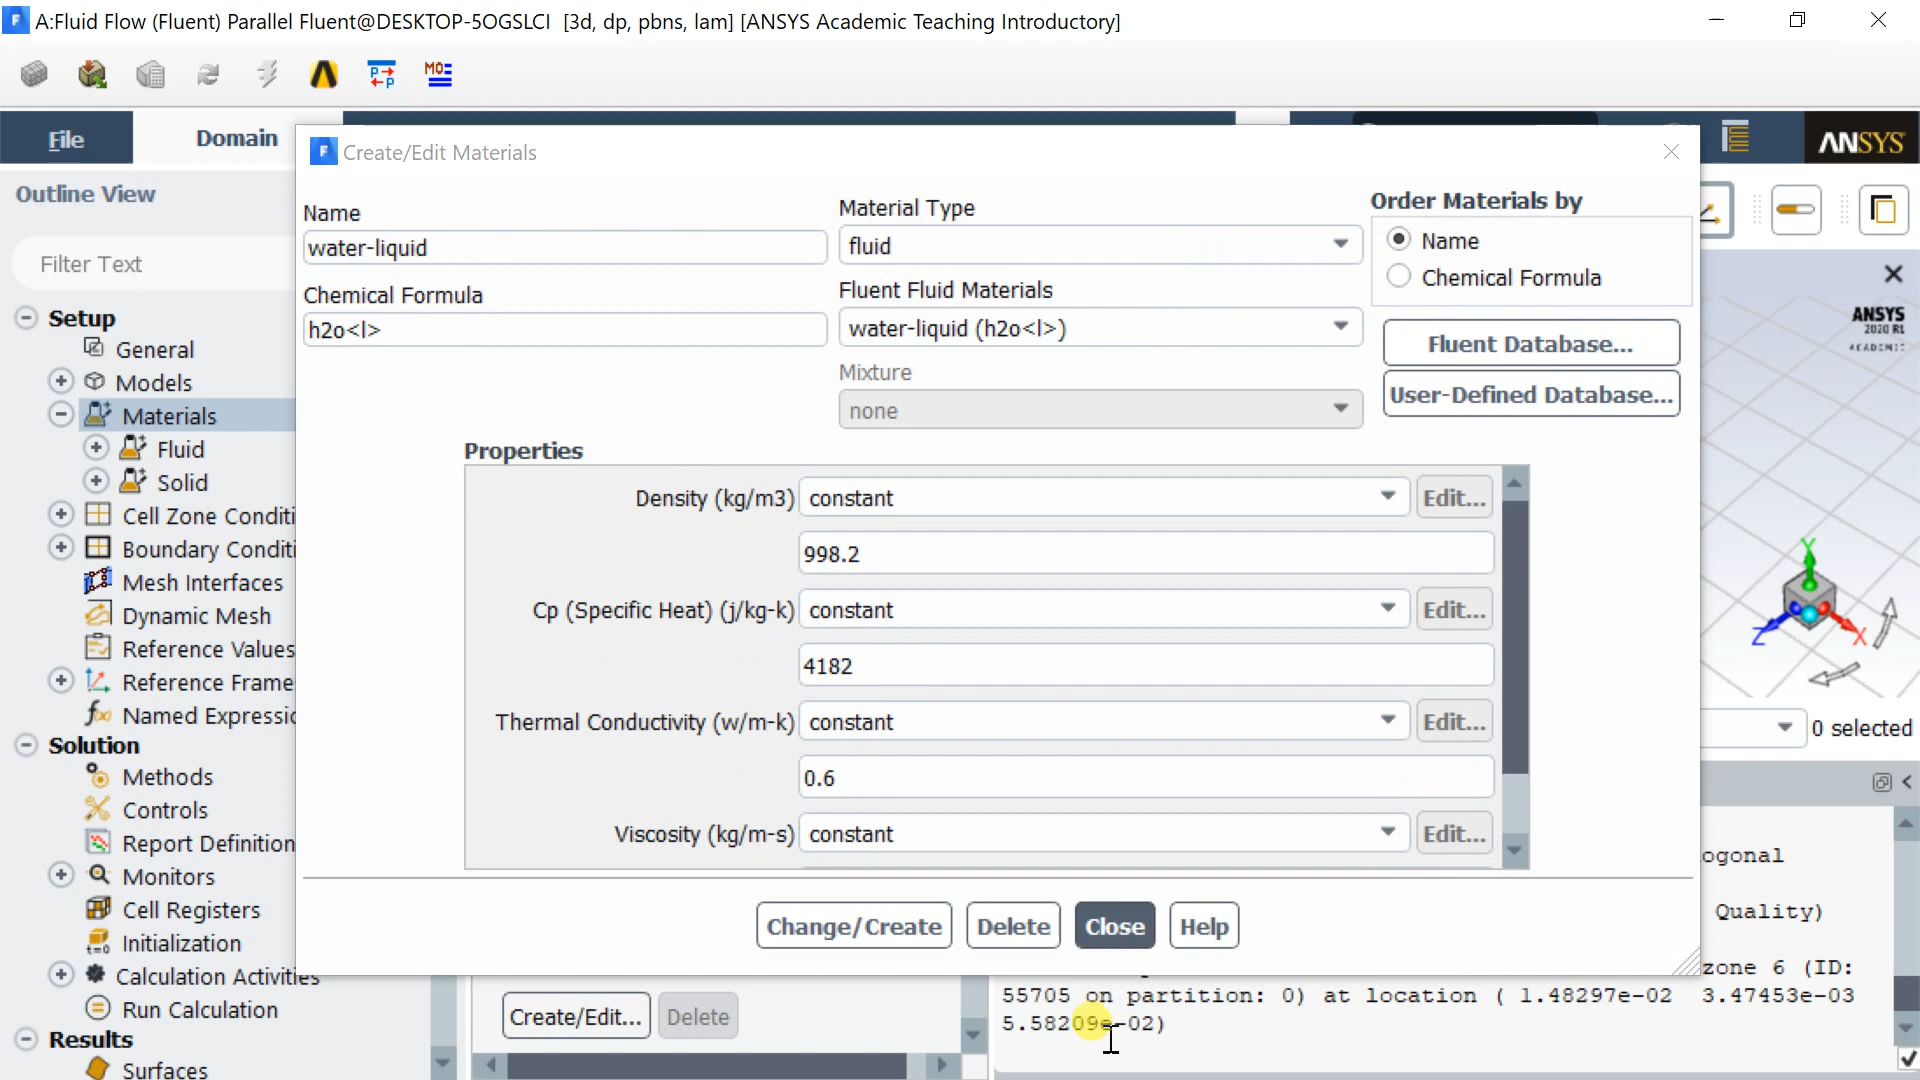 A:Fluid Flow (Fluent) Parallel Fluent@DESKTOP-5OGSLCI [3d, dp, pbns, lam] [ANSYS Academic Teaching Introductory]
File
Domain
ANSYS
Outline View
Filter Text
Setup
General
Models
Materials
Fluid
Solid
Cell Zone Conditi
Boundary Conditi
Mesh Interfaces
Dynamic Mesh
Reference Values
Reference Frame
Named Expressio
Solution
Methods
Controls
Report Definition
Monitors
Cell Registers
Initialization
Calculation Activities
Run Calculation
Results
Surfaces
Create/Edit Materials
Name
water-liquid
Chemical Formula
h2o<l>
Material Type
fluid
Fluent Fluid Materials
water-liquid (h2o<l>)
Mixture
none
Order Materials by
Name
Chemical Formula
Fluent Database...
User-Defined Database...
Properties
Density (kg/m3) constant Edit...
998.2
Cp (Specific Heat) (j/kg-k) constant Edit...
4182
Thermal Conductivity (w/m-k) constant Edit...
0.6
Viscosity (kg/m-s) constant Edit...
Change/Create Delete Close Help
Create/Edit... Delete
ANSYS
2020 R1
ACADEMIC
Y
Z
X
0 selected
ogonal
Quality)
zone 6 (ID:
55705 on partition: 0) at location ( 1.48297e-02 3.47453e-03
5.58209e-02)